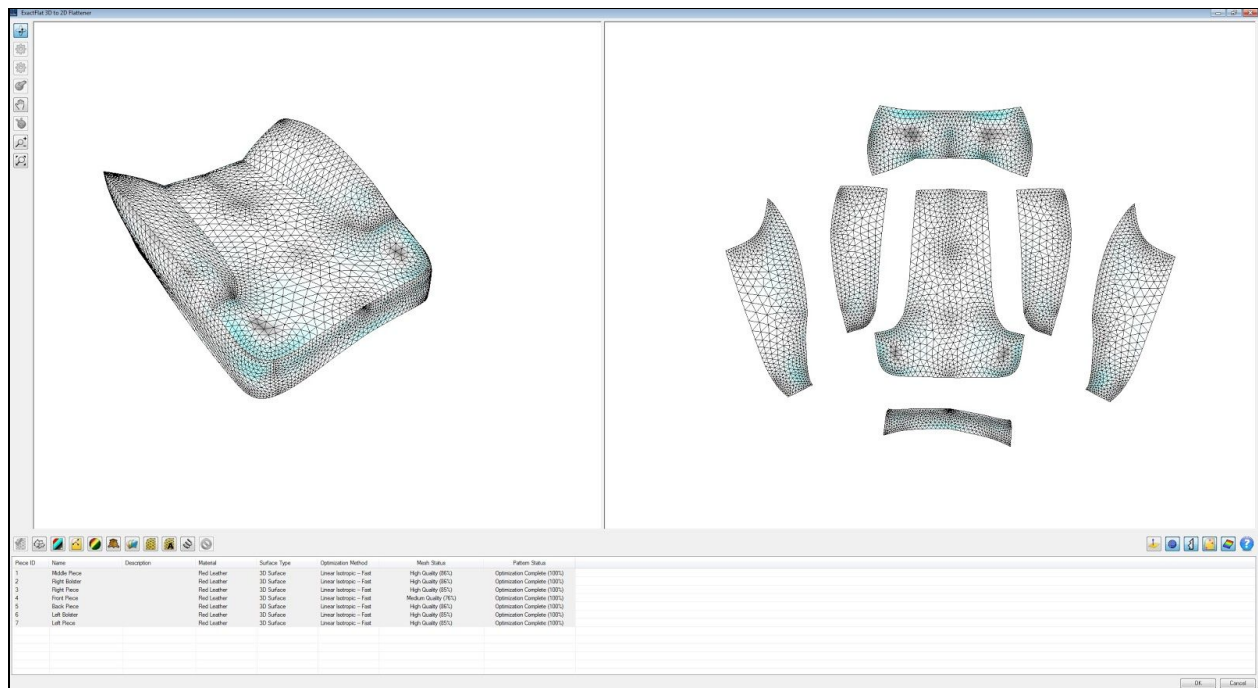 ExactFlat 3D to 2D Flattener
Piece ID Name Description Material Surface Type Optimization Method Mesh Status Pattern Status
1 Middle Piece Red Leather 3D Surface Linear Isotropic – Fast High Quality (86%) Optimization Complete (100%)
2 Right Bolster Red Leather 3D Surface Linear Isotropic – Fast High Quality (86%) Optimization Complete (100%)
3 Right Piece Red Leather 3D Surface Linear Isotropic – Fast High Quality (85%) Optimization Complete (100%)
4 Front Piece Red Leather 3D Surface Linear Isotropic – Fast Medium Quality (76%) Optimization Complete (100%)
5 Back Piece Red Leather 3D Surface Linear Isotropic – Fast High Quality (86%) Optimization Complete (100%)
6 Left Bolster Red Leather 3D Surface Linear Isotropic – Fast High Quality (85%) Optimization Complete (100%)
7 Left Piece Red Leather 3D Surface Linear Isotropic – Fast High Quality (85%) Optimization Complete (100%)
OK Cancel